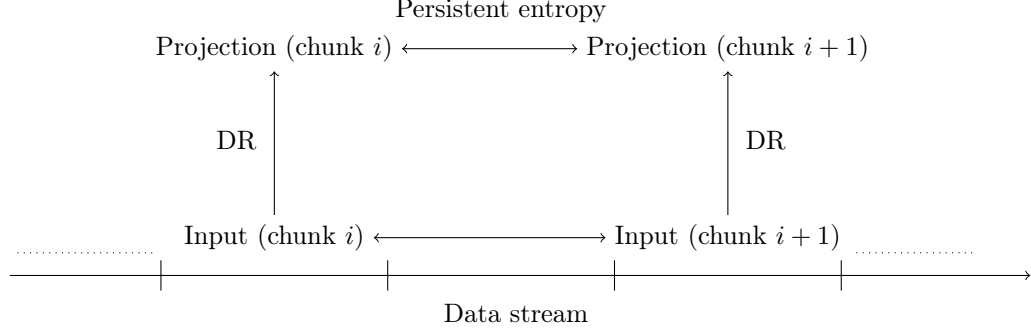 Persistent entropy
Projection (chunk i) Projection (chunk i + 1)
DR DR
Input (chunk i) Input (chunk i + 1)
Data stream